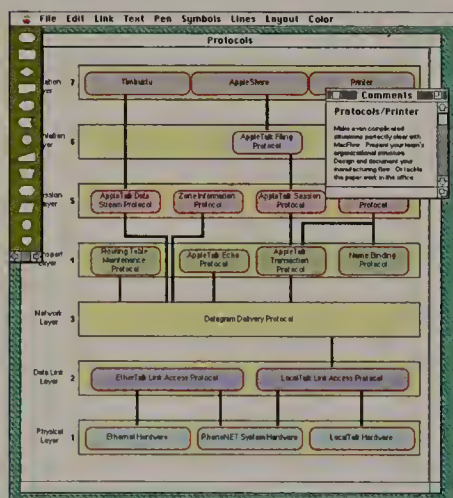 File Edit Link Text Pen Symbols Lines Layout Color
Protocols
7 Timbuktu AppleShare Printer
Comments
Protocols/Printer
Make even complicated
situations perfectly clear with
MacFlow. Prepare your team's
organizational structure.
Design and document your
manufacturing flow. Or tackle
the paper work in the office.
6 AppleTalk Filing
Protocol
5 AppleTalk Data
Stream Protocol
Zone Information
Protocol
AppleTalk Session
Protocol
Protocol
4 Routing Table
Maintenance
Protocol
AppleTalk Echo
Protocol
AppleTalk
Transaction
Protocol
Name Binding
Protocol
Network
Layer 3 Datagram Delivery Protocol
Data Link
Layer 2 EtherTalk Link Access Protocol LocalTalk Link Access Protocol
Physical
Layer 1 Ethernet Hardware PhoneNET System Hardware LocalTalk Hardware